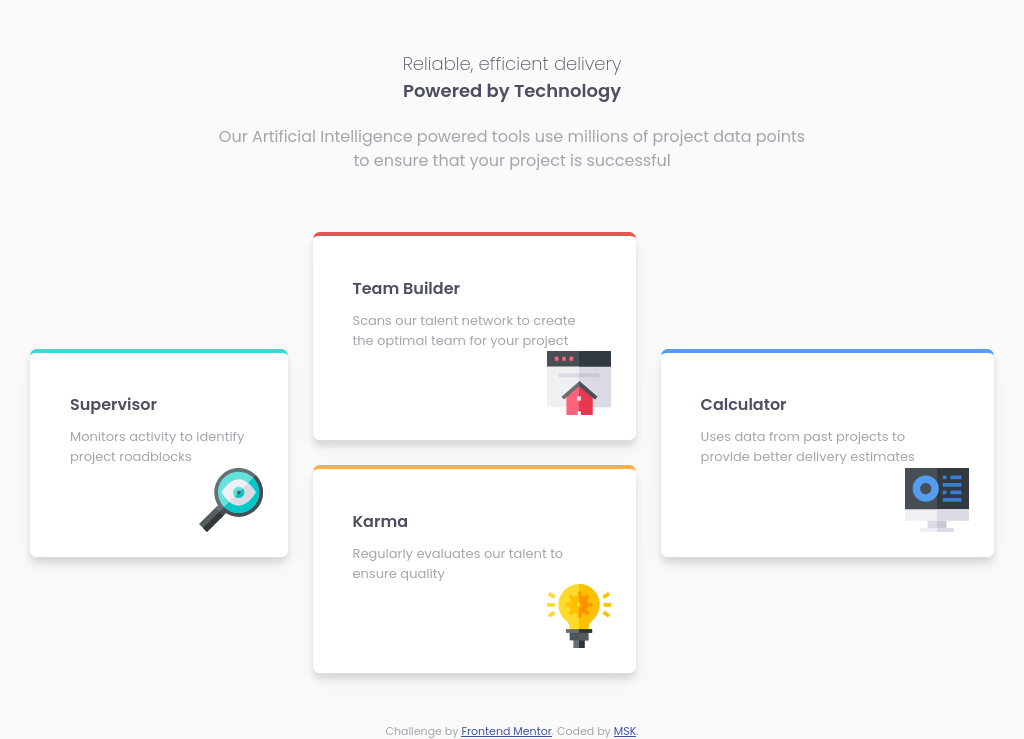 Reliable, efficient delivery
Powered by Technology
Our Artificial Intelligence powered tools use millions of project data points
to ensure that your project is successful
Supervisor
Monitors activity to identify
project roadblocks
Team Builder
Scans our talent network to create
the optimal team for your project
Karma
Regularly evaluates our talent to
ensure quality
Calculator
Uses data from past projects to
provide better delivery estimates
Challenge by Frontend Mentor. Coded by MSK.